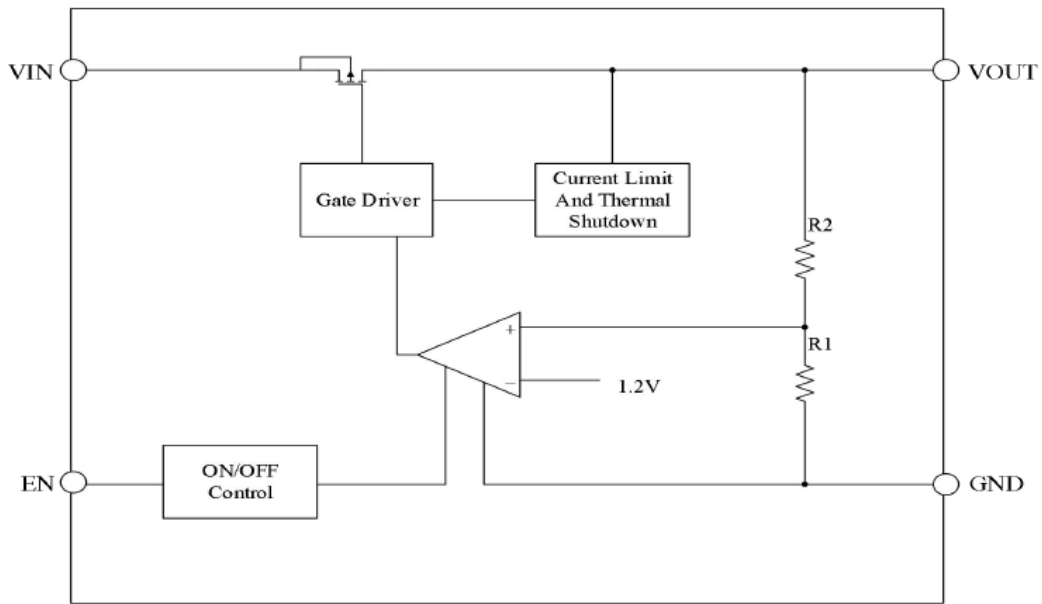 VIN
VOUT
Gate Driver
Current Limit
And Thermal
Shutdown
R2
+
R1
−
1.2V
EN
ON/OFF
Control
GND